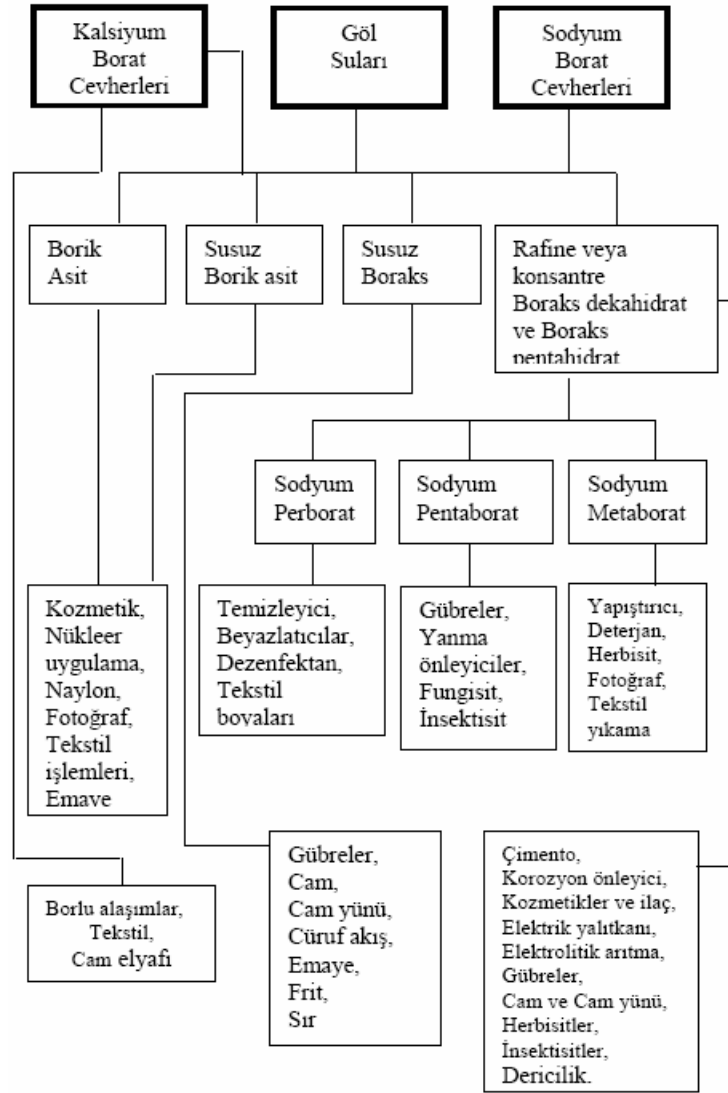 Kalsiyum
Borat
Cevherleri
Göl
Suları
Sodyum
Borat
Cevherleri
Borik
Asit
Susuz
Borik asit
Susuz
Boraks
Rafine veya
konsantre
Boraks dekahidrat
ve Boraks
pentahidrat
Sodyum
Perborat
Sodyum
Pentaborat
Sodyum
Metaborat
Kozmetik,
Nükleer
uygulama,
Naylon,
Fotoğraf,
Tekstil
işlemleri,
Emaye
Temizleyici,
Beyazlatıcılar,
Dezenfektan,
Tekstil
boyaları
Gübreler,
Yanma
önleyiciler,
Fungisit,
İnsektisit
Yapıştırıcı,
Deterjan,
Herbisit,
Fotoğraf,
Tekstil
yıkama
Borlu alaşımlar,
Tekstil,
Cam elyafı
Gübreler,
Cam,
Cam yünü,
Cüruf akış,
Emaye,
Frit,
Sır
Çimento,
Korozyon önleyici,
Kozmetikler ve ilaç,
Elektrik yalıtkanı,
Elektrolitik arıtma,
Gübreler,
Cam ve Cam yünü,
Herbisitler,
İnsektisitler,
Dericilik.